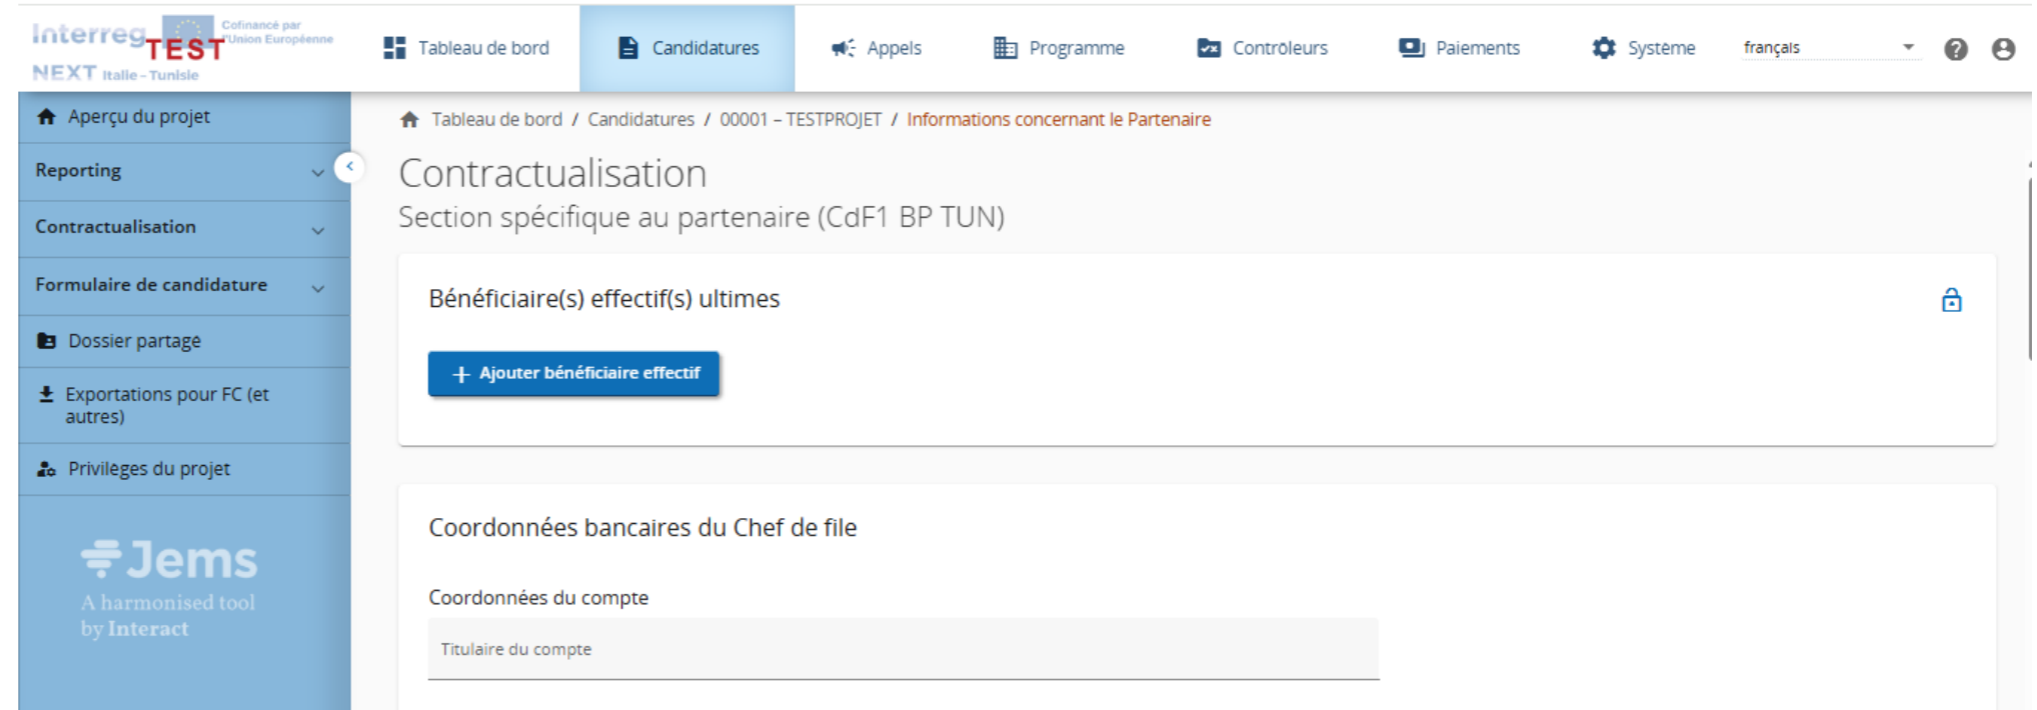 Interreg
TEST
Cofinancé par
l'Union Européenne
NEXT Italie – Tunisie
Tableau de bord
Candidatures
Appels
Programme
Contrôleurs
Paiements
Système
français
Aperçu du projet
Reporting
Contractualisation
Formulaire de candidature
Dossier partagé
Exportations pour FC (et
autres)
Privilèges du projet
Jems
A harmonised tool
by Interact
Tableau de bord / Candidatures / 00001 – TESTPROJET / Informations concernant le Partenaire
Contractualisation
Section spécifique au partenaire (CdF1 BP TUN)
Bénéficiaire(s) effectif(s) ultimes
+ Ajouter bénéficiaire effectif
Coordonnées bancaires du Chef de file
Coordonnées du compte
Titulaire du compte